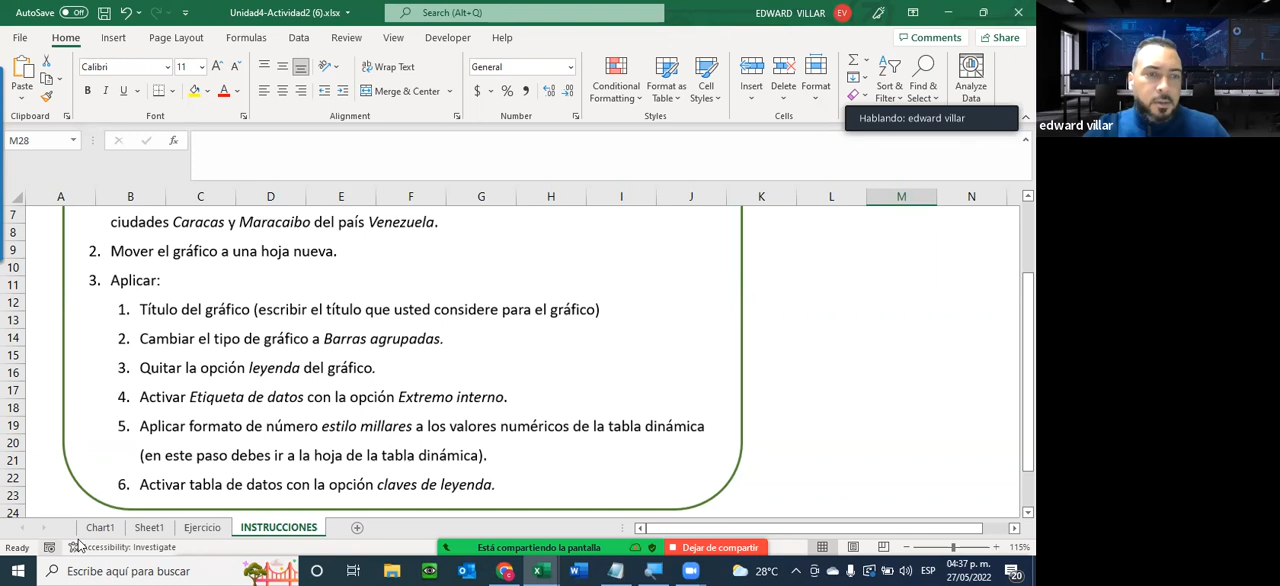 AutoSave Off Unidad4-Actividad2 (6).xlsx Search (Alt+Q) EDWARD VILLAR EV
File Home Insert Page Layout Formulas Data Review View Developer Help Comments Share
Calibri 11 Wrap Text General
Paste Merge & Center Conditional Formatting Format as Table Cell Styles Insert Delete Format Sort & Filter Find & Select Analyze Data
Clipboard Font Alignment Number Styles Cells
Hablando: edward villar
edward villar
M28
A B C D E F G H I J K L M N
7
8
9
10
11
12
13
14
15
16
17
18
19
20
21
22
23
24
ciudades Caracas y Maracaibo del país Venezuela.
2. Mover el gráfico a una hoja nueva.
3. Aplicar:
1. Título del gráfico (escribir el título que usted considere para el gráfico)
2. Cambiar el tipo de gráfico a Barras agrupadas.
3. Quitar la opción leyenda del gráfico.
4. Activar Etiqueta de datos con la opción Extremo interno.
5. Aplicar formato de número estilo millares a los valores numéricos de la tabla dinámica
(en este paso debes ir a la hoja de la tabla dinámica).
6. Activar tabla de datos con la opción claves de leyenda.
Chart1 Sheet1 Ejercicio INSTRUCCIONES
Ready Accessibility: Investigate Está compartiendo la pantalla Dejar de compartir 115%
Escribe aquí para buscar 28°C ESP 04:37 p. m.
27/05/2022 20